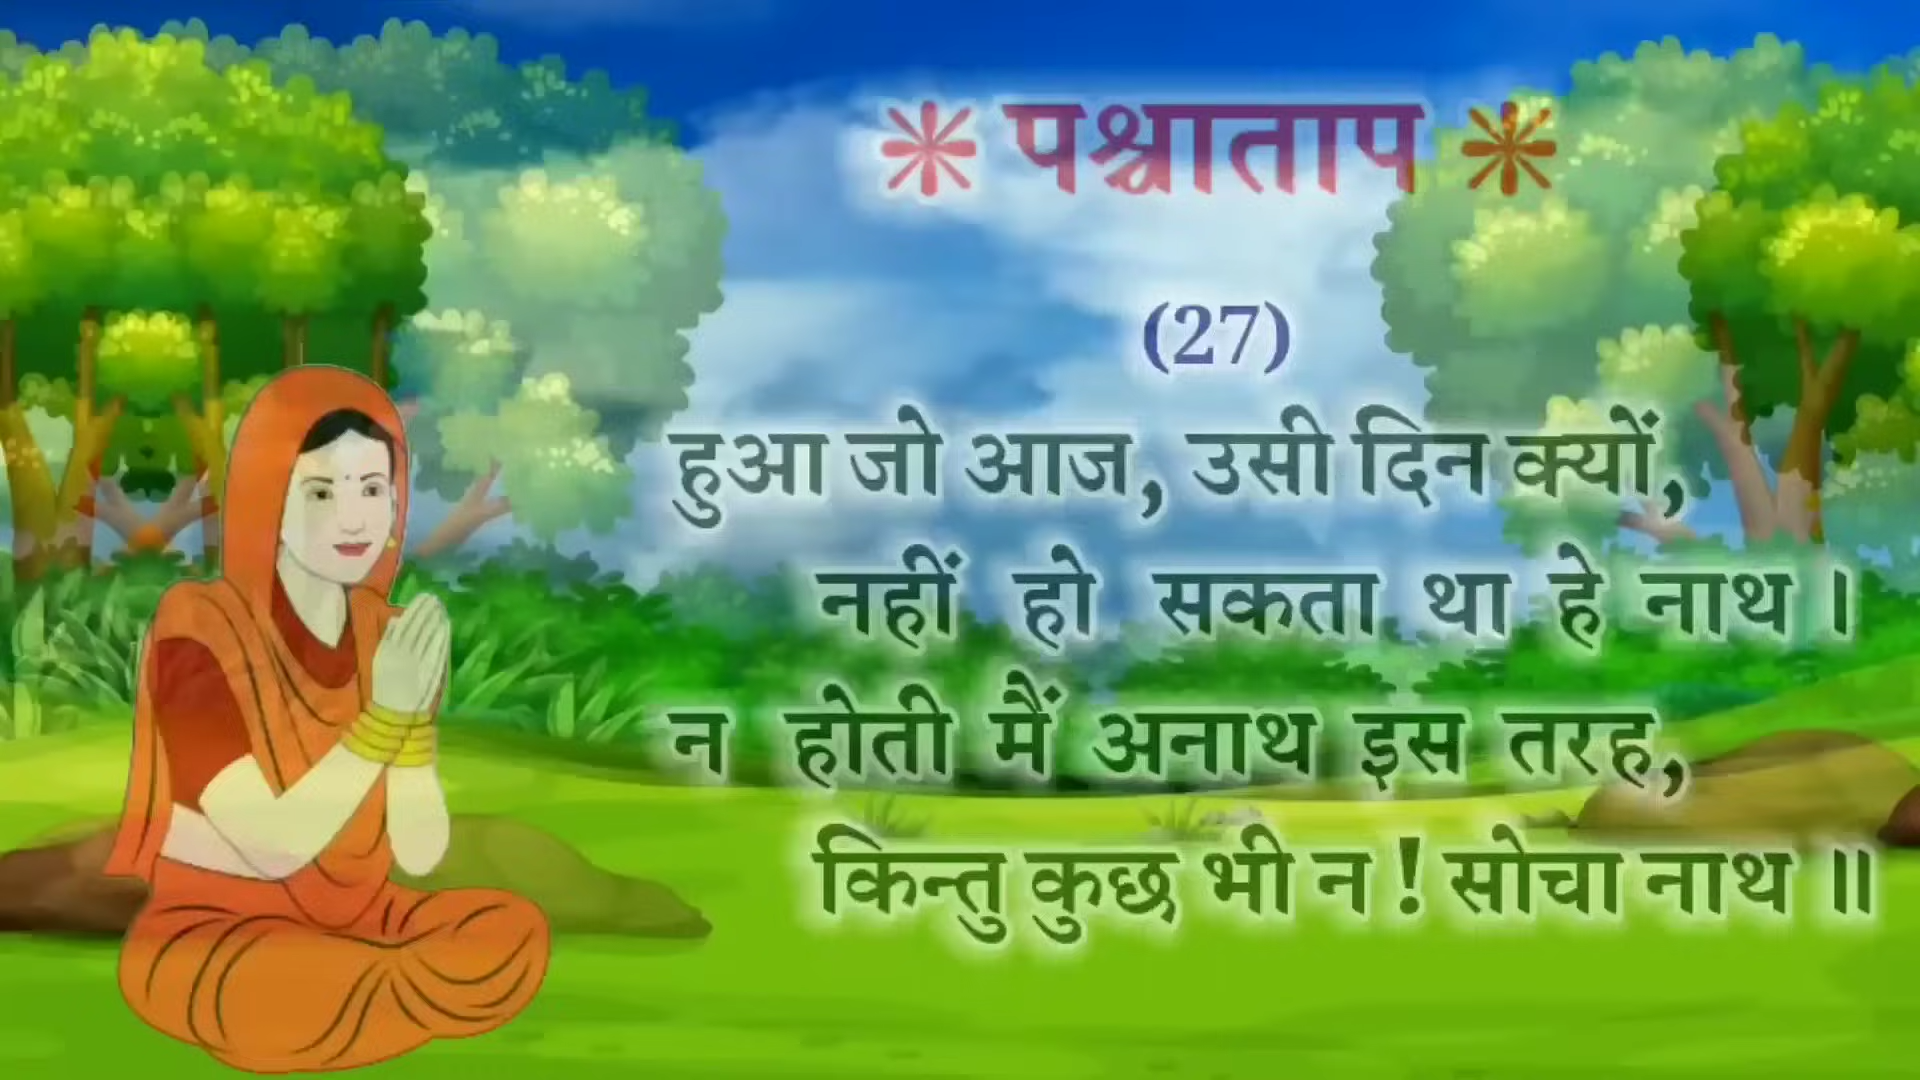 ❋ पश्चाताप ❋
(27)
हुआ जो आज, उसी दिन क्यों,
नहीं हो सकता था हे नाथ ।
न होती मैं अनाथ इस तरह,
किन्तु कुछ भी न ! सोचा नाथ ॥